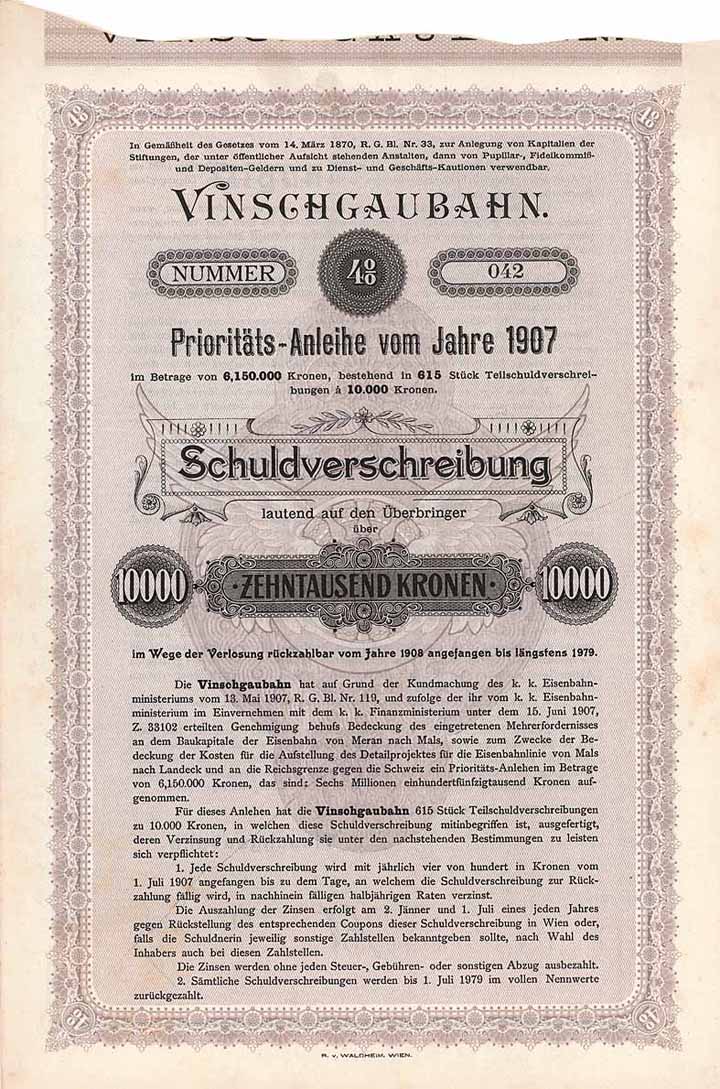 In Gemäßheit des Gesetzes vom 14. März 1870, R. G. Bl. Nr. 33, zur Anlegung von Kapitalien der
Stiftungen, der unter öffentlicher Aufsicht stehenden Anstalten, dann von Pupillar-, Fideikommiß-
und Depositen-Geldern und zu Dienst- und Geschäfts-Kautionen verwendbar.
VINSCHGAUBAHN.
NUMMER 4% 042
Prioritäts-Anleihe vom Jahre 1907
im Betrage von 6,150.000 Kronen, bestehend in 615 Stück Teilschuldverschrei-
bungen á 10.000 Kronen.
Schuldverschreibung
lautend auf den Überbringer
über
10000 · ZEHNTAUSEND KRONEN · 10000
im Wege der Verlosung rückzahlbar vom Jahre 1908 angefangen bis längstens 1979.
Die Vinschgaubahn hat auf Grund der Kundmachung des k. k. Eisenbahn-
ministeriums vom 13. Mai 1907, R. G. Bl. Nr. 119, und zufolge der ihr vom k. k. Eisenbahn-
ministerium im Einvernehmen mit dem k. k. Finanzministerium unter dem 15. Juni 1907,
Z. 33102 erteilten Genehmigung behufs Bedeckung des eingetretenen Mehrerfordernisses
an dem Baukapitale der Eisenbahn von Meran nach Mals, sowie zum Zwecke der Be-
deckung der Kosten für die Aufstellung des Detailprojektes für die Eisenbahnlinie von Mals
nach Landeck und an die Reichsgrenze gegen die Schweiz ein Prioritäts-Anlehen im Betrage
von 6,150.000 Kronen, das sind: Sechs Millionen einhundertfünfzigtausend Kronen auf-
genommen.
Für dieses Anlehen hat die Vinschgaubahn 615 Stück Teilschuldverschreibungen
zu 10.000 Kronen, in welchen diese Schuldverschreibung mitinbegriffen ist, ausgefertigt,
deren Verzinsung und Rückzahlung sie unter den nachstehenden Bestimmungen zu leisten
sich verpflichtet:
1. Jede Schuldverschreibung wird mit jährlich vier von hundert in Kronen vom
1. Juli 1907 angefangen bis zu dem Tage, an welchem die Schuldverschreibung zur Rück-
zahlung fällig wird, in nachhinein fälligen halbjährigen Raten verzinst.
Die Auszahlung der Zinsen erfolgt am 2. Jänner und 1. Juli eines jeden Jahres
gegen Rückstellung des entsprechenden Coupons dieser Schuldverschreibung in Wien oder,
falls die Schuldnerin jeweilig sonstige Zahlstellen bekanntgeben sollte, nach Wahl des
Inhabers auch bei diesen Zahlstellen.
Die Zinsen werden ohne jeden Steuer-, Gebühren- oder sonstigen Abzug ausbezahlt.
2. Sämtliche Schuldverschreibungen werden bis 1. Juli 1979 im vollen Nennwerte
zurückgezahlt.
R. v. WALDHEIM, WIEN.